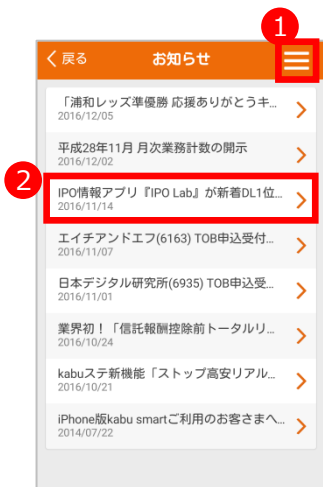 1
戻る お知らせ
「浦和レッズ準優勝 応援ありがとうキ...
2016/12/05
平成28年11月 月次業務計数の開示
2016/12/02
2
IPO情報アプリ『IPO Lab』が新着DL1位...
2016/11/14
エイチアンドエフ(6163) TOB申込受付...
2016/11/07
日本デジタル研究所(6935) TOB申込受...
2016/11/01
業界初！「信託報酬控除前トータルリ...
2016/10/24
kabuステ新機能「ストップ高安リアル...
2016/10/21
iPhone版kabu smartご利用のお客さまへ...
2014/07/22